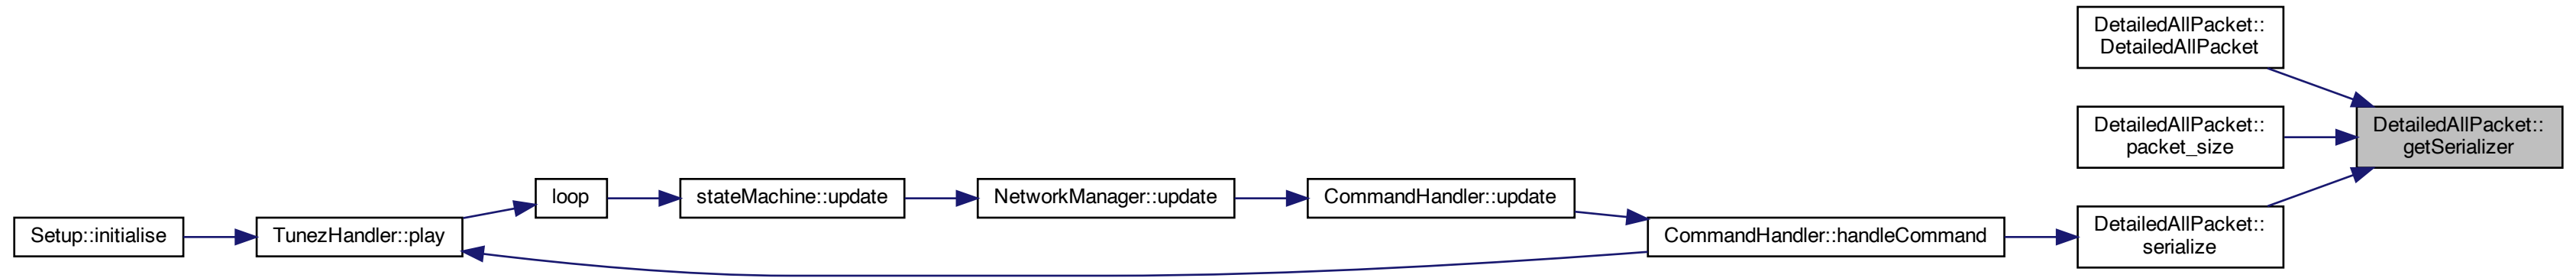 DetailedAllPacket::
DetailedAllPacket
DetailedAllPacket::
packet_size
DetailedAllPacket::
getSerializer
loop
stateMachine::update
NetworkManager::update
CommandHandler::update
Setup::initialise
TunezHandler::play
CommandHandler::handleCommand
DetailedAllPacket::
serialize